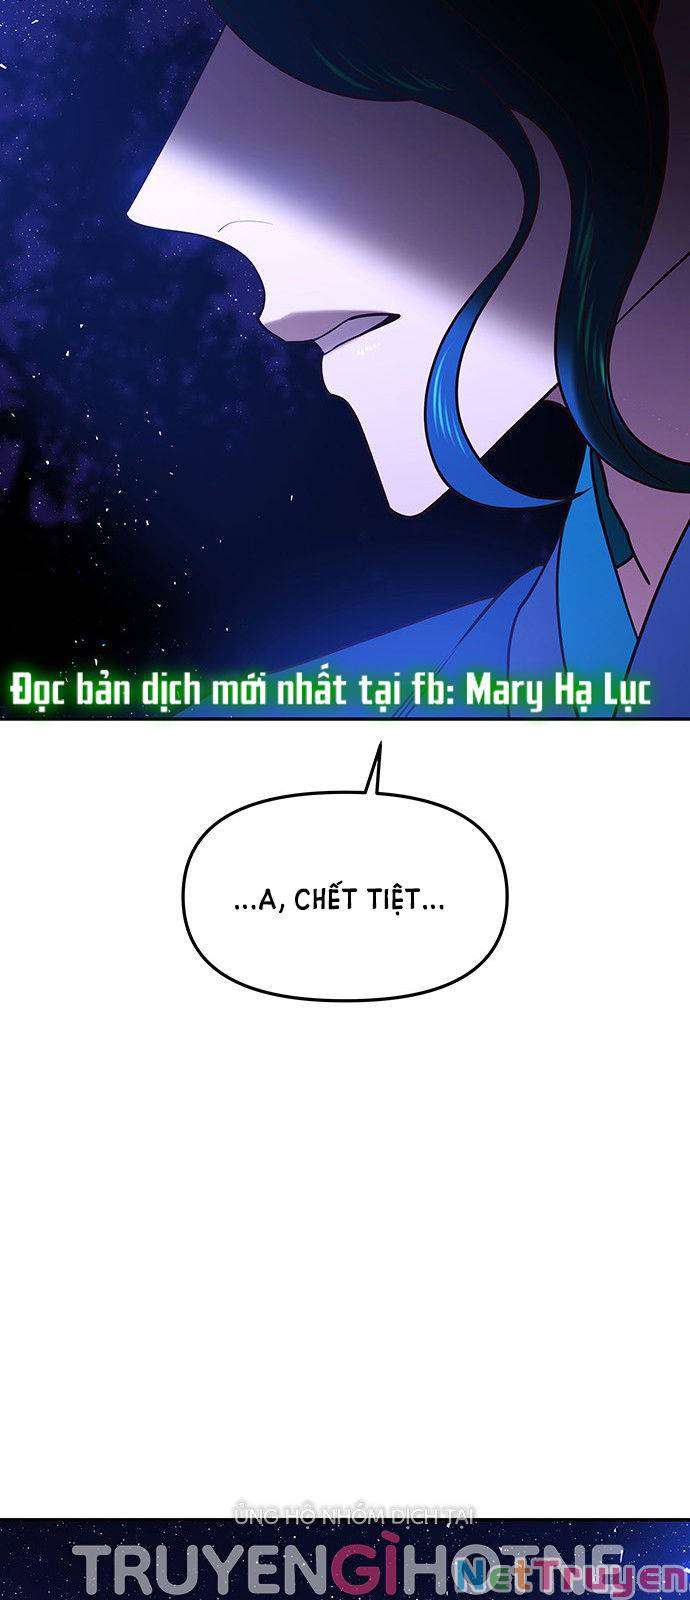 Đọc bản dịch mới nhất tại fb: Mary Hạ Lục
...A, CHẾT TIỆT...
ỦNG HỘ NHÓM DỊCH TẠI
TRUYENGIHOTNE
NetTruyen